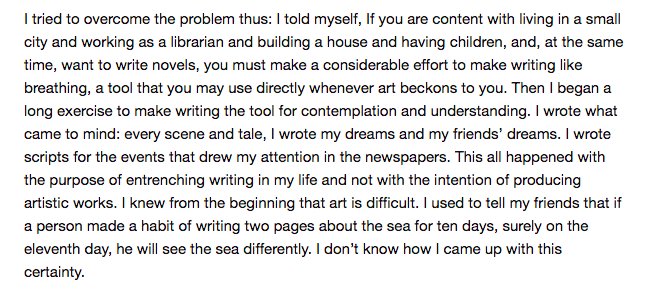 I tried to overcome the problem thus: I told myself, If you are content with living in a small
city and working as a librarian and building a house and having children, and, at the same
time, want to write novels, you must make a considerable effort to make writing like
breathing, a tool that you may use directly whenever art beckons to you. Then I began a
long exercise to make writing the tool for contemplation and understanding. I wrote what
came to mind: every scene and tale, I wrote my dreams and my friends’ dreams. I wrote
scripts for the events that drew my attention in the newspapers. This all happened with
the purpose of entrenching writing in my life and not with the intention of producing
artistic works. I knew from the beginning that art is difficult. I used to tell my friends that if
a person made a habit of writing two pages about the sea for ten days, surely on the
eleventh day, he will see the sea differently. I don’t know how I came up with this
certainty.